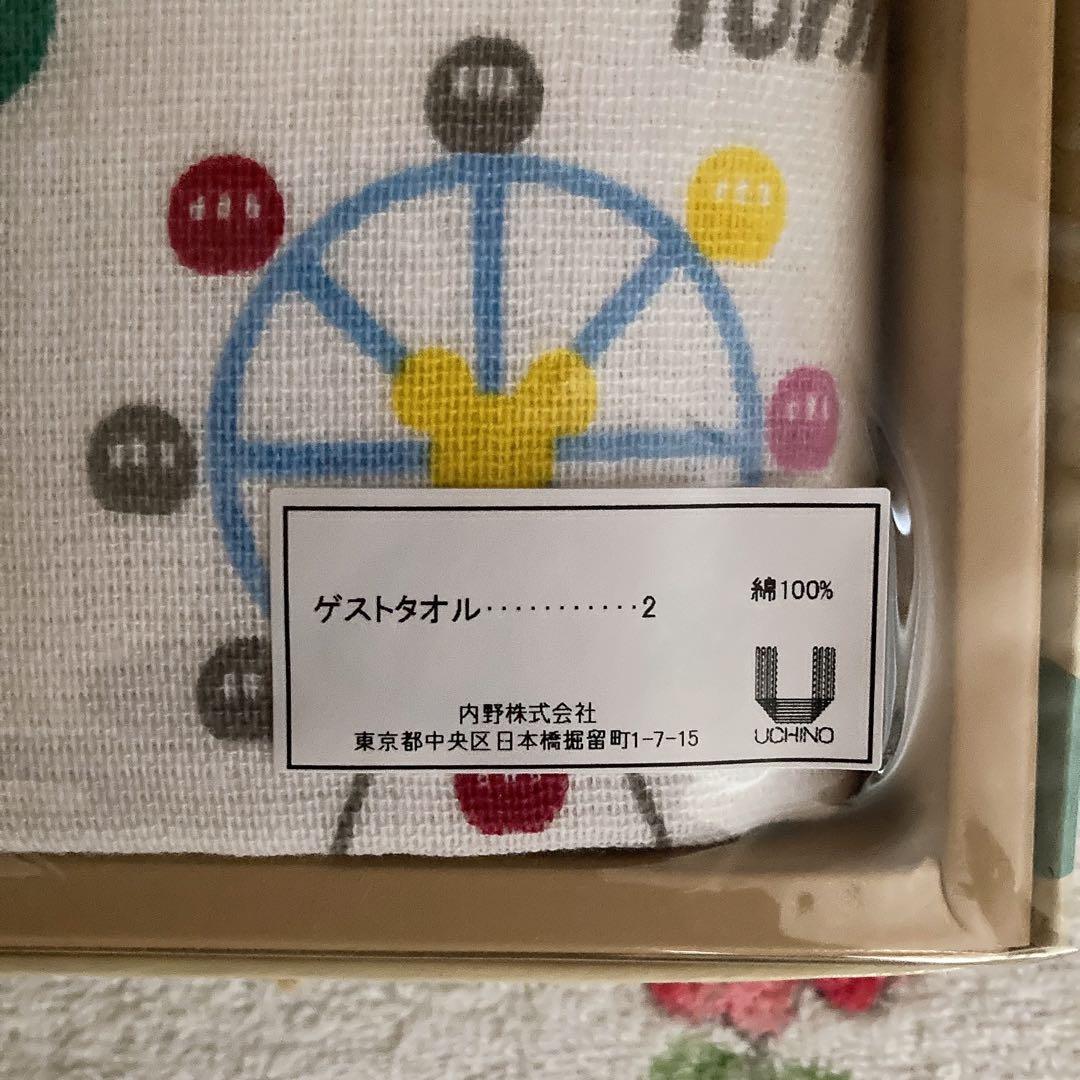 ゲストタオル・・・・・・・・・・・2
綿100%
内野株式会社
東京都中央区日本橋掘留町1-7-15
UCHINO